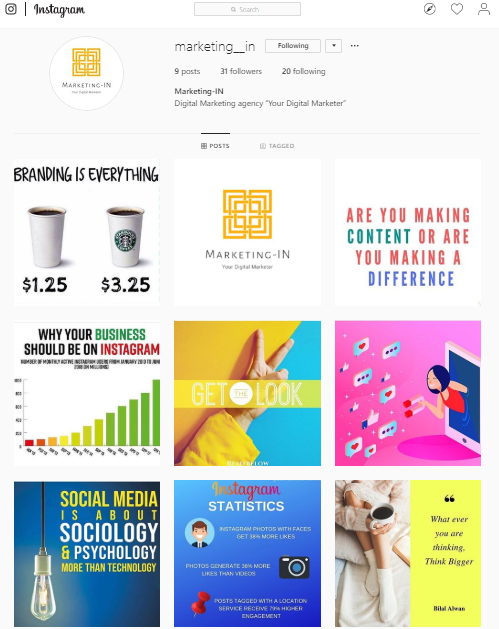 Instagram
Search
marketing__in
Following
9 posts
31 followers
20 following
Marketing-IN
Digital Marketing agency "Your Digital Marketer"
MARKETING-IN
Your Digital Marketer
POSTS
TAGGED
BRANDING IS EVERYTHING
$1.25
$3.25
MARKETING-IN
Your Digital Marketer
ARE YOU MAKING
CONTENT OR ARE
YOU MAKING A
DIFFERENCE
WHY YOUR BUSINESS
SHOULD BE ON INSTAGRAM
NUMBER OF MONTHLY ACTIVE INSTAGRAM USERS FROM JANUARY 2013 TO JUNE
GET THE LOOK
SOCIAL MEDIA
IS ABOUT
SOCIOLOGY
& PSYCHOLOGY
MORE THAN TECHNOLOGY
Instagram
STATISTICS
INSTAGRAM PHOTOS WITH FACES
GET 38% MORE LIKES
PHOTOS GENERATE 36% MORE
LIKES THAN VIDEOS
POSTS TAGGED WITH A LOCATION
SERVICE RECEIVE 79% HIGHER
ENGAGEMENT
What ever
you are
thinking,
Think Bigger
Bilal Alwan